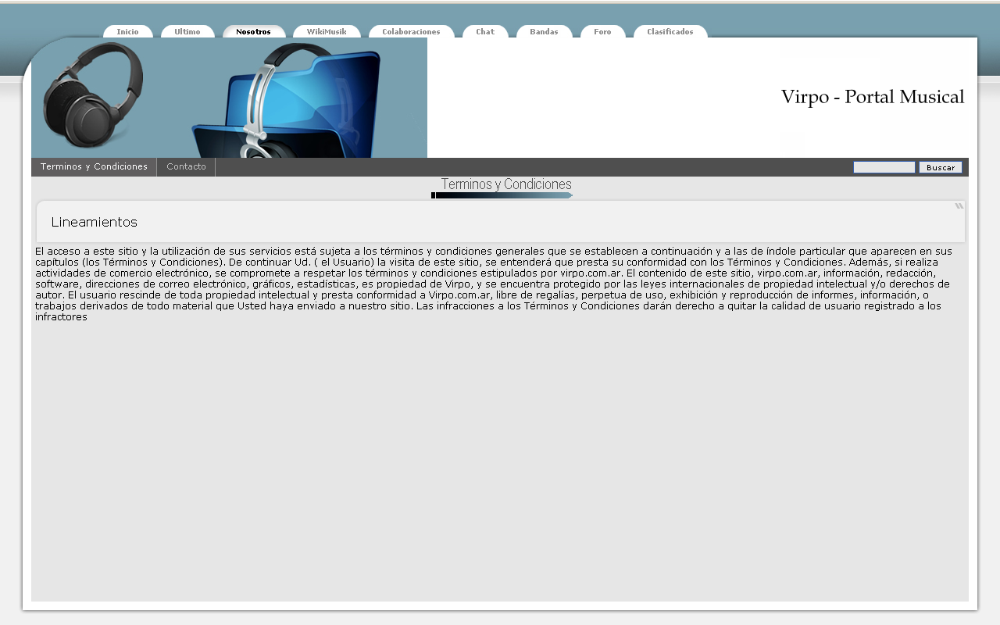 Inicio Ultimo Nosotros WikiMusik Colaboraciones Chat Bandas Foro Clasificados
Virpo - Portal Musical
Terminos y Condiciones Contacto Buscar
Terminos y Condiciones
Lineamientos
El acceso a este sitio y la utilización de sus servicios está sujeta a los términos y condiciones generales que se establecen a continuación y a las de índole particular que aparecen en sus
capítulos (los Términos y Condiciones). De continuar Ud. ( el Usuario) la visita de este sitio, se entenderá que presta su conformidad con los Términos y Condiciones. Además, si realiza
actividades de comercio electrónico, se compromete a respetar los términos y condiciones estipulados por virpo.com.ar. El contenido de este sitio, virpo.com.ar, información, redacción,
software, direcciones de correo electrónico, gráficos, estadísticas, es propiedad de Virpo, y se encuentra protegido por las leyes internacionales de propiedad intelectual y/o derechos de
autor. El usuario rescinde de toda propiedad intelectual y presta conformidad a Virpo.com.ar, libre de regalías, perpetua de uso, exhibición y reproducción de informes, información, o
trabajos derivados de todo material que Usted haya enviado a nuestro sitio. Las infracciones a los Términos y Condiciones darán derecho a quitar la calidad de usuario registrado a los
infractores